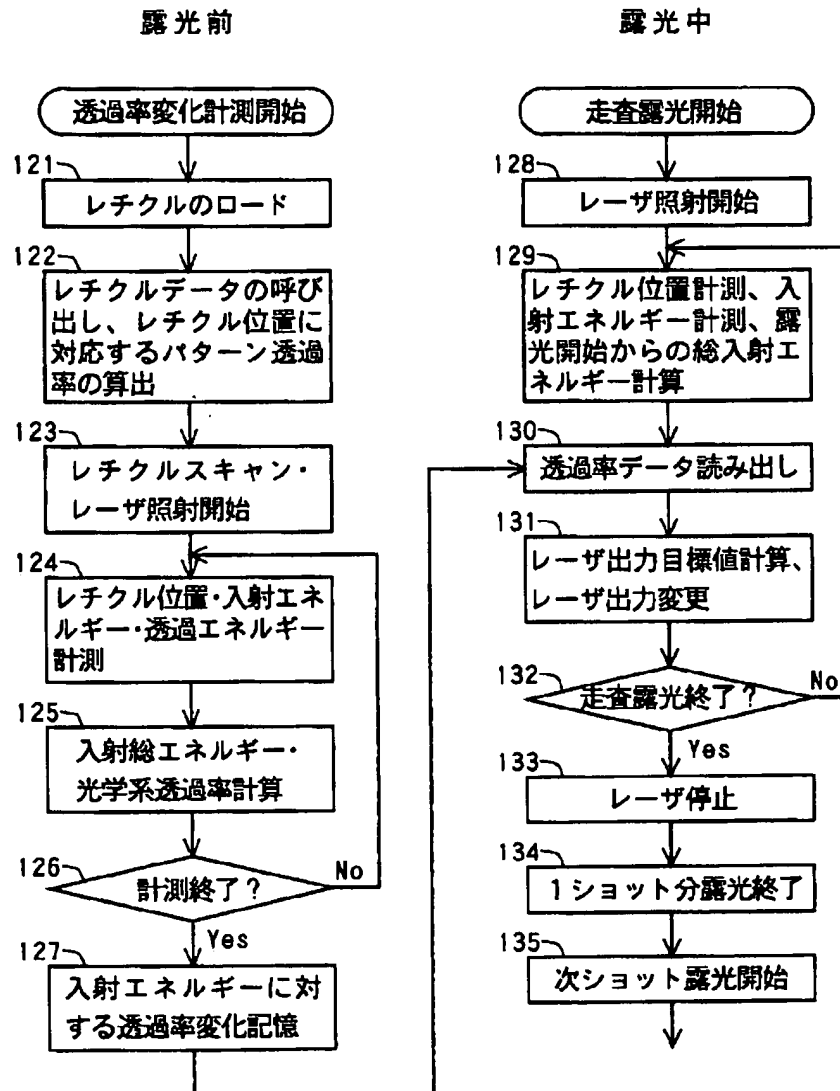 露光前
透過率変化計測開始
121
レチクルのロード
122
レチクルデータの呼び
出し、レチクル位置に
対応するパターン透過
率の算出
123
レチクルスキャン・
レーザ照射開始
124
レチクル位置・入射エネ
ルギー・透過エネルギー
計測
125
入射総エネルギー・
光学系透過率計算
126
計測終了?
No
Yes
127
入射エネルギーに対
する透過率変化記憶
露光中
走査露光開始
128
レーザ照射開始
129
レチクル位置計測、入
射エネルギー計測、露
光開始からの総入射エ
ネルギー計算
130
透過率データ読み出し
131
レーザ出力目標値計算、
レーザ出力変更
132
走査露光終了?
No
Yes
133
レーザ停止
134
1ショット分露光終了
135
次ショット露光開始